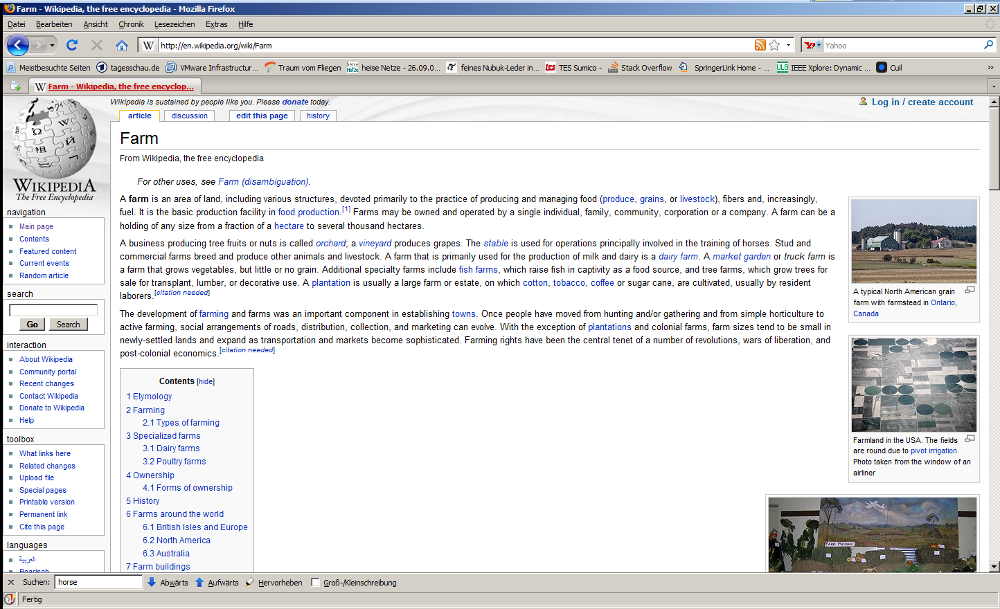 Farm - Wikipedia, the free encyclopedia - Mozilla Firefox
Datei Bearbeiten Ansicht Chronik Lesezeichen Extras Hilfe
W http://en.wikipedia.org/wiki/Farm Yahoo
Meistbesuchte Seiten tagesschau.de VMware Infrastructur... Traum vom Fliegen heise Netze heise Netze - 26.09.0... feines Nubuk-Leder in... tes TES Sumico - ... Stack Overflow SpringerLink Home - ... ULB IEEE Xplore: Dynamic ... Cuil »
W Farm - Wikipedia, the free encyclop...
Wikipedia is sustained by people like you. Please donate today.
Log in / create account
article discussion edit this page history
WIKIPEDIA
The Free Encyclopedia
navigation
Main page
Contents
Featured content
Current events
Random article
search
Go Search
interaction
About Wikipedia
Community portal
Recent changes
Contact Wikipedia
Donate to Wikipedia
Help
toolbox
What links here
Related changes
Upload file
Special pages
Printable version
Permanent link
Cite this page
languages
العربية
Boarisch
Farm
From Wikipedia, the free encyclopedia
For other uses, see Farm (disambiguation).
A farm is an area of land, including various structures, devoted primarily to the practice of producing and managing food (produce, grains, or livestock), fibers and, increasingly,
fuel. It is the basic production facility in food production.[1] Farms may be owned and operated by a single individual, family, community, corporation or a company. A farm can be a
holding of any size from a fraction of a hectare to several thousand hectares.
A business producing tree fruits or nuts is called orchard; a vineyard produces grapes. The stable is used for operations principally involved in the training of horses. Stud and
commercial farms breed and produce other animals and livestock. A farm that is primarily used for the production of milk and dairy is a dairy farm. A market garden or truck farm is
a farm that grows vegetables, but little or no grain. Additional specialty farms include fish farms, which raise fish in captivity as a food source, and tree farms, which grow trees for
sale for transplant, lumber, or decorative use. A plantation is usually a large farm or estate, on which cotton, tobacco, coffee or sugar cane, are cultivated, usually by resident
laborers.[citation needed]
The development of farming and farms was an important component in establishing towns. Once people have moved from hunting and/or gathering and from simple horticulture to
active farming, social arrangements of roads, distribution, collection, and marketing can evolve. With the exception of plantations and colonial farms, farm sizes tend to be small in
newly-settled lands and expand as transportation and markets become sophisticated. Farming rights have been the central tenet of a number of revolutions, wars of liberation, and
post-colonial economics.[citation needed]
Contents [hide]
1 Etymology
2 Farming
2.1 Types of farming
3 Specialized farms
3.1 Dairy farms
3.2 Poultry farms
4 Ownership
4.1 Forms of ownership
5 History
6 Farms around the world
6.1 British Isles and Europe
6.2 North America
6.3 Australia
7 Farm buildings
A typical North American grain
farm with farmstead in Ontario,
Canada
Farmland in the USA. The fields
are round due to pivot irrigation.
Photo taken from the window of an
airliner
FARM PRODUCE
Suchen: horse Abwärts Aufwärts Hervorheben Groß-/Kleinschreibung
Fertig